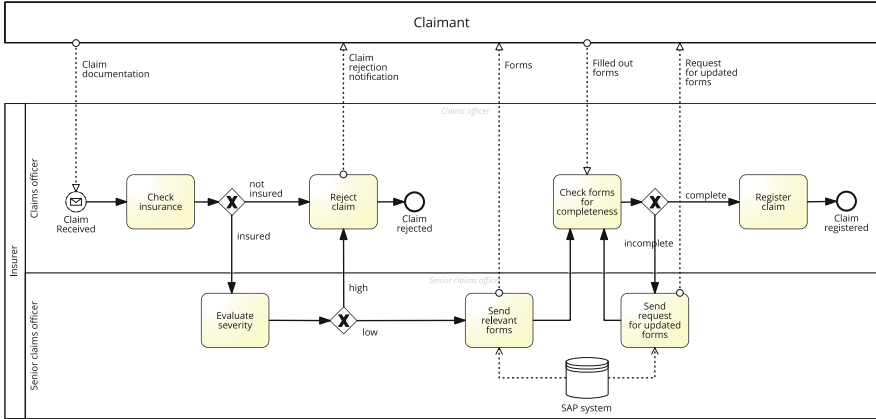 Claimant
Claim
documentation
Claim
rejection
notification
Forms
Filled out
forms
Request
for updated
forms
Insurer
Claims officer
Claims officer
Claim
Received
Check
insurance
not
insured
insured
Reject
claim
Claim
rejected
Check forms
for
completeness
complete
incomplete
Register
claim
Claim
registered
Senior claims officer
Senior claims office
Evaluate
severity
high
low
Send
relevant
forms
Send
request
for updated
forms
SAP system